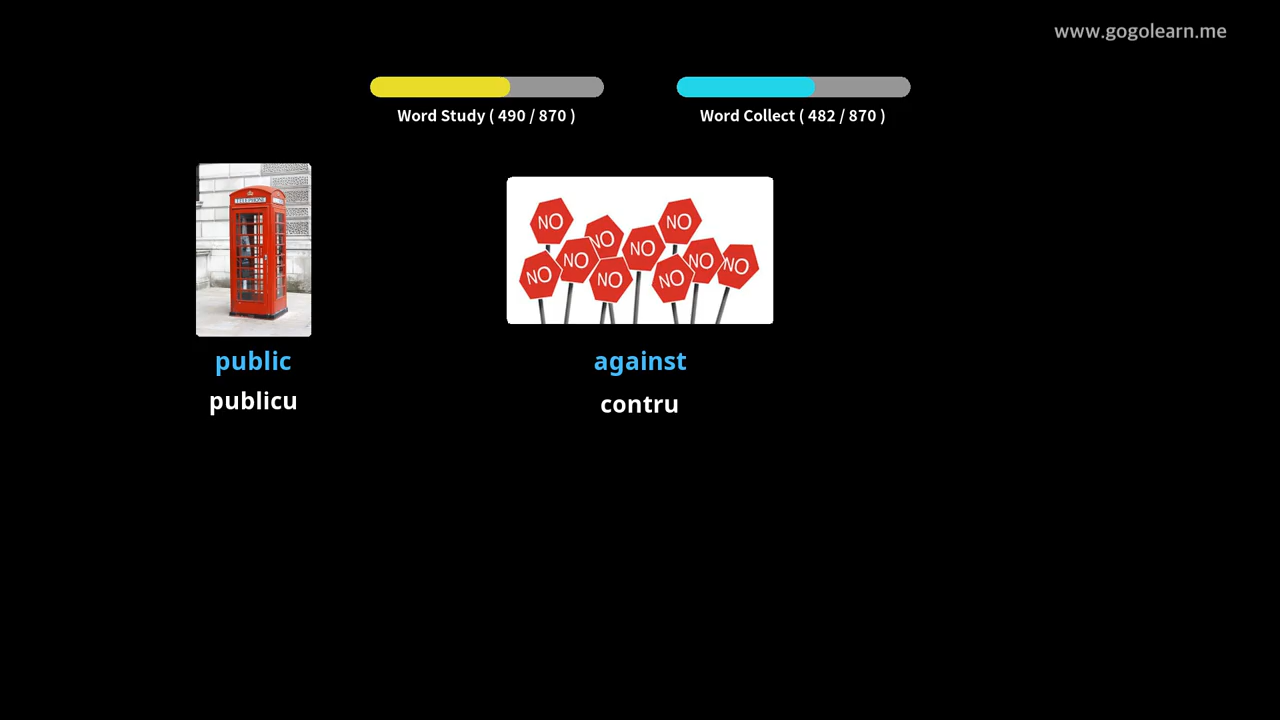 www.gogolearn.me
Word Study ( 490 / 870 )
Word Collect ( 482 / 870 )
TELEPHONE
NO
NO
NO
NO
NO
NO
NO
NO
NO
NO
public
against
publicu
contru